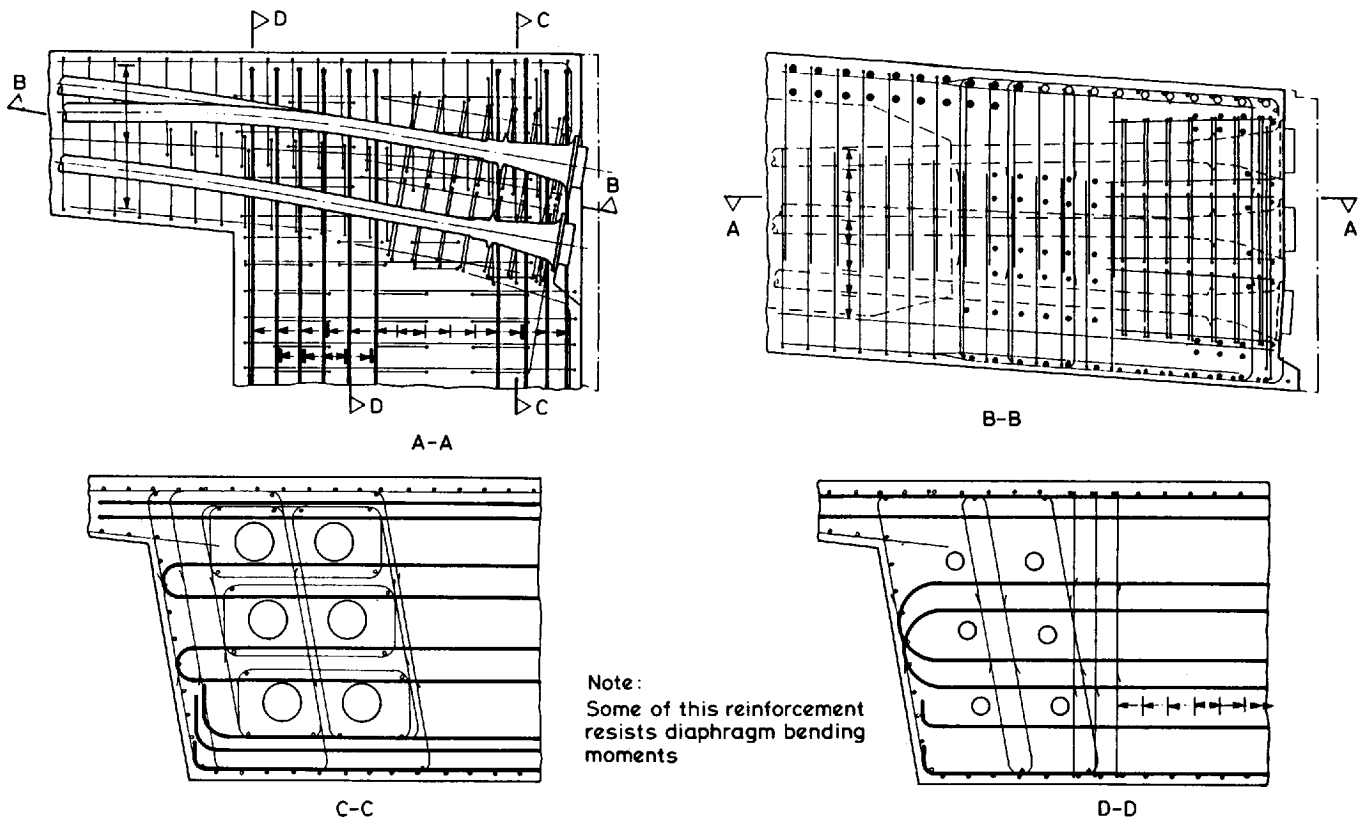 D
C
B
B
D
C
A-A
A
A
B-B
Note:
Some of this reinforcement
resists diaphragm bending
moments
C-C
D-D